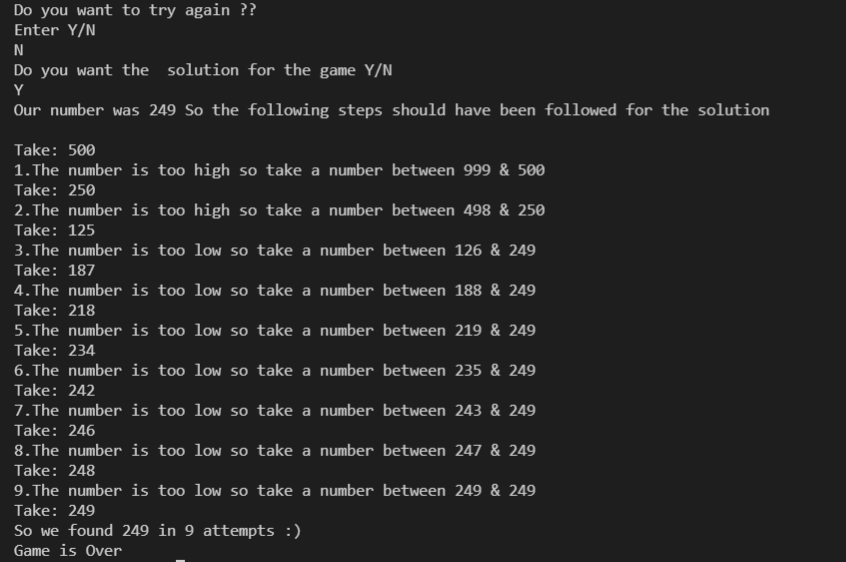 Do you want to try again ??
Enter Y/N
N
Do you want the  solution for the game Y/N
Y
Our number was 249 So the following steps should have been followed for the solution
Take: 500
1.The number is too high so take a number between 999 & 500
Take: 250
2.The number is too high so take a number between 498 & 250
Take: 125
3.The number is too low so take a number between 126 & 249
Take: 187
4.The number is too low so take a number between 188 & 249
Take: 218
5.The number is too low so take a number between 219 & 249
Take: 234
6.The number is too low so take a number between 235 & 249
Take: 242
7.The number is too low so take a number between 243 & 249
Take: 246
8.The number is too low so take a number between 247 & 249
Take: 248
9.The number is too low so take a number between 249 & 249
Take: 249
So we found 249 in 9 attempts :)
Game is Over